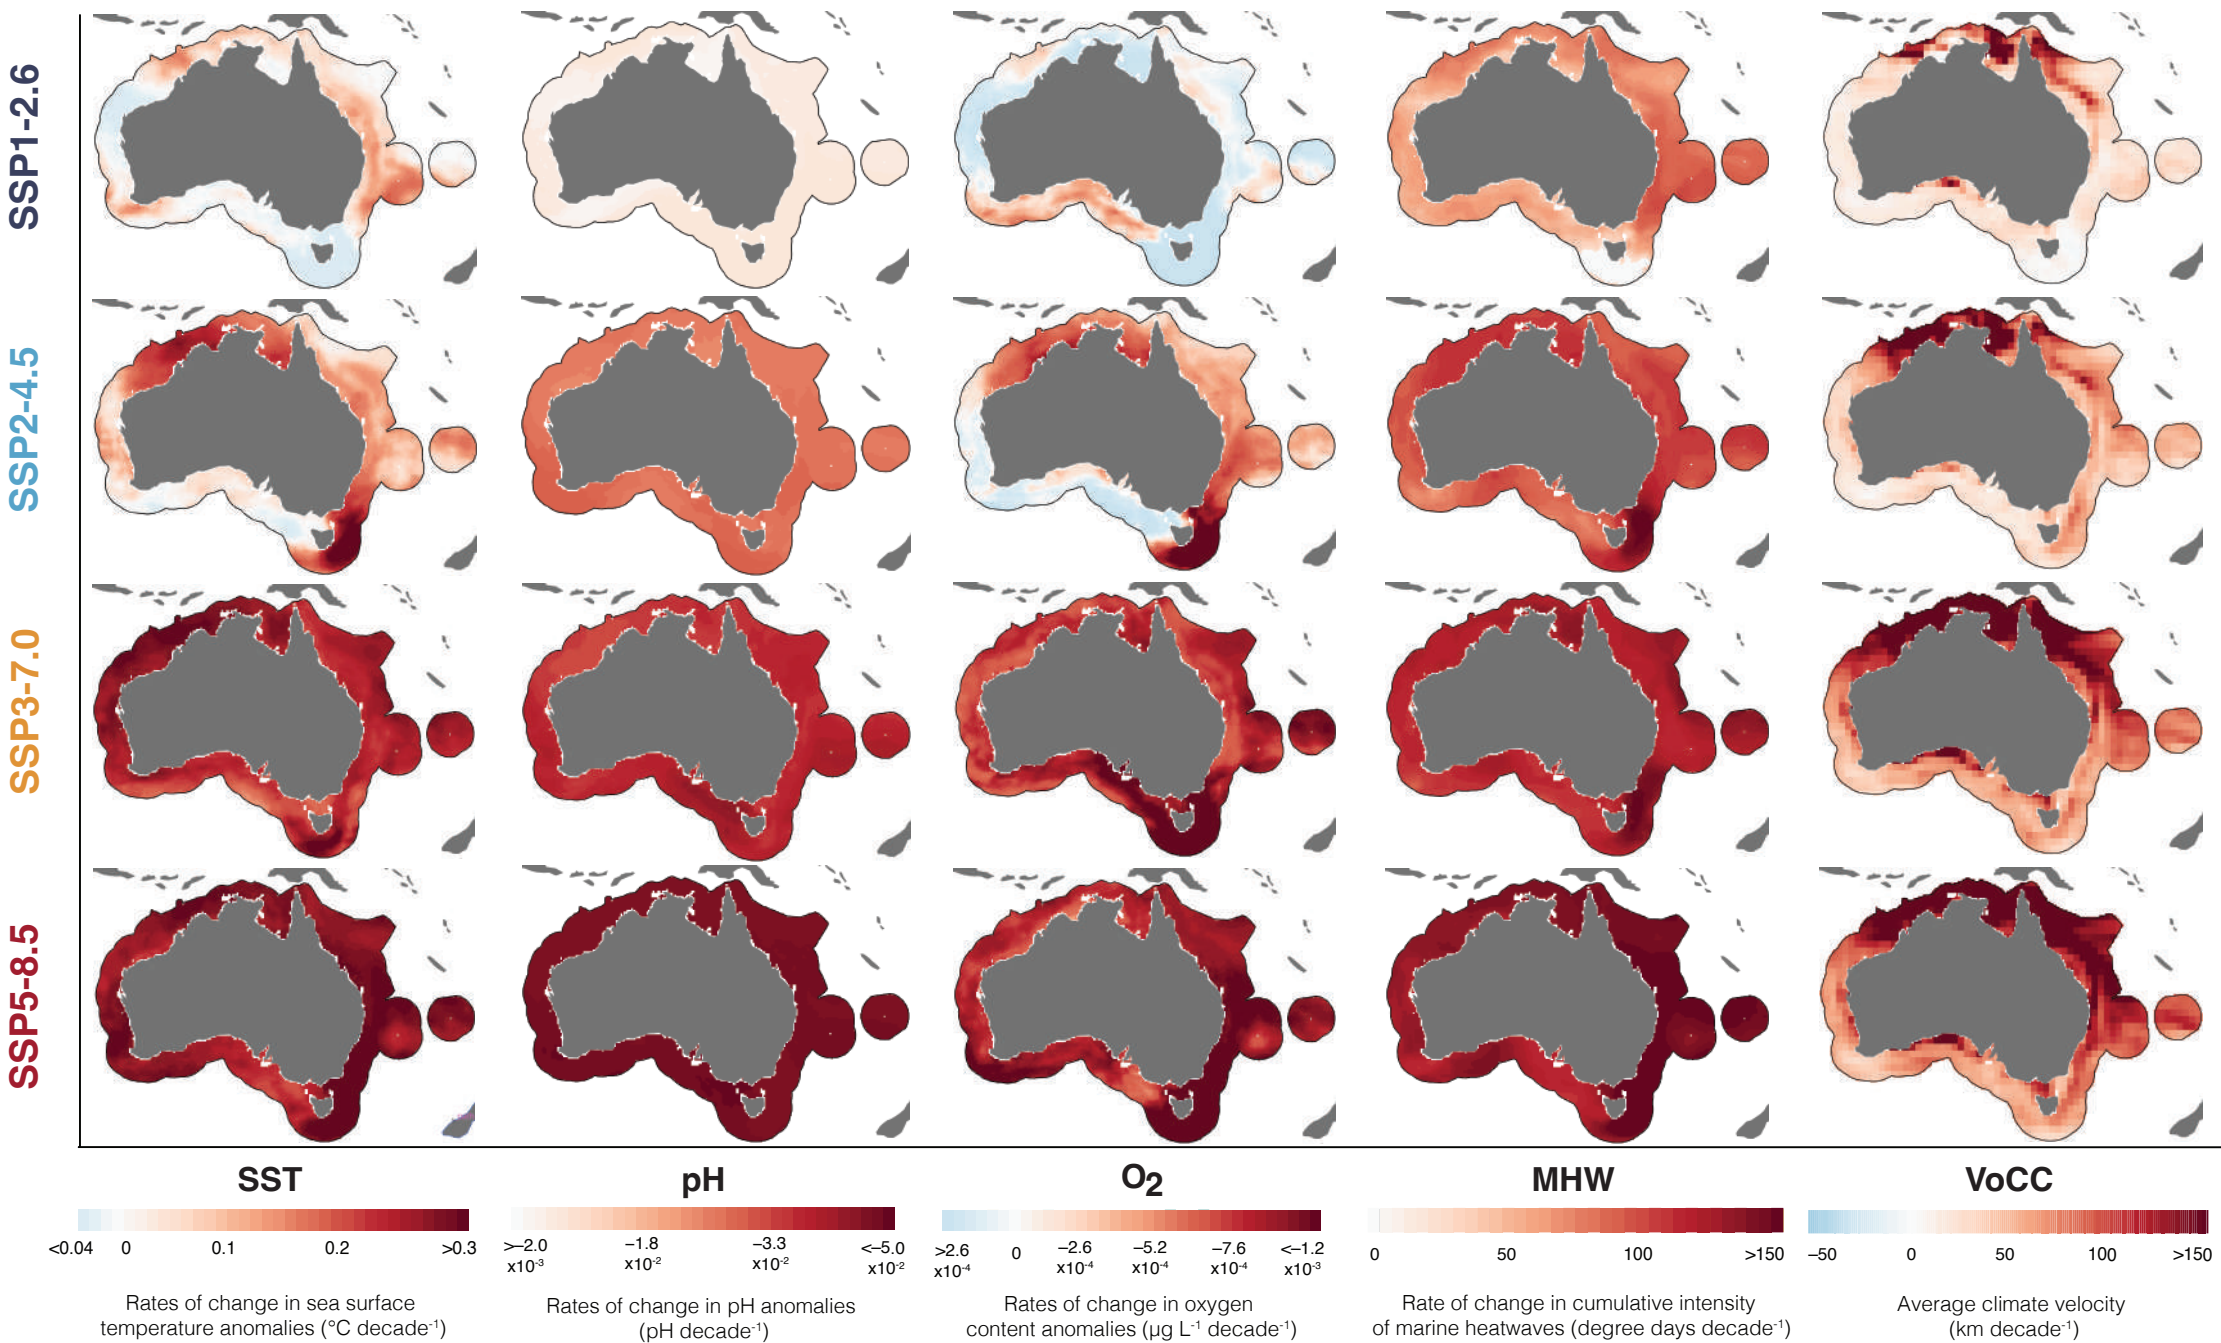 SSP1-2.6
SSP2-4.5
SSP3-7.0
SSP5-8.5
SST
pH
O2
MHW
VoCC
<0.04 0 0.1 0.2 >0.3
Rates of change in sea surface
temperature anomalies (°C decade⁻¹)
>–2.0 –1.8 –3.3 <–5.0
x10⁻³ x10⁻² x10⁻² x10⁻²
Rates of change in pH anomalies
(pH decade⁻¹)
>2.6 0 –2.6 –5.2 –7.6 <–1.2
x10⁻⁴ x10⁻⁴ x10⁻⁴ x10⁻⁴ x10⁻³
Rates of change in oxygen
content anomalies (µg L⁻¹ decade⁻¹)
0 50 100 >150
Rate of change in cumulative intensity
of marine heatwaves (degree days decade⁻¹)
–50 0 50 100 >150
Average climate velocity
(km decade⁻¹)